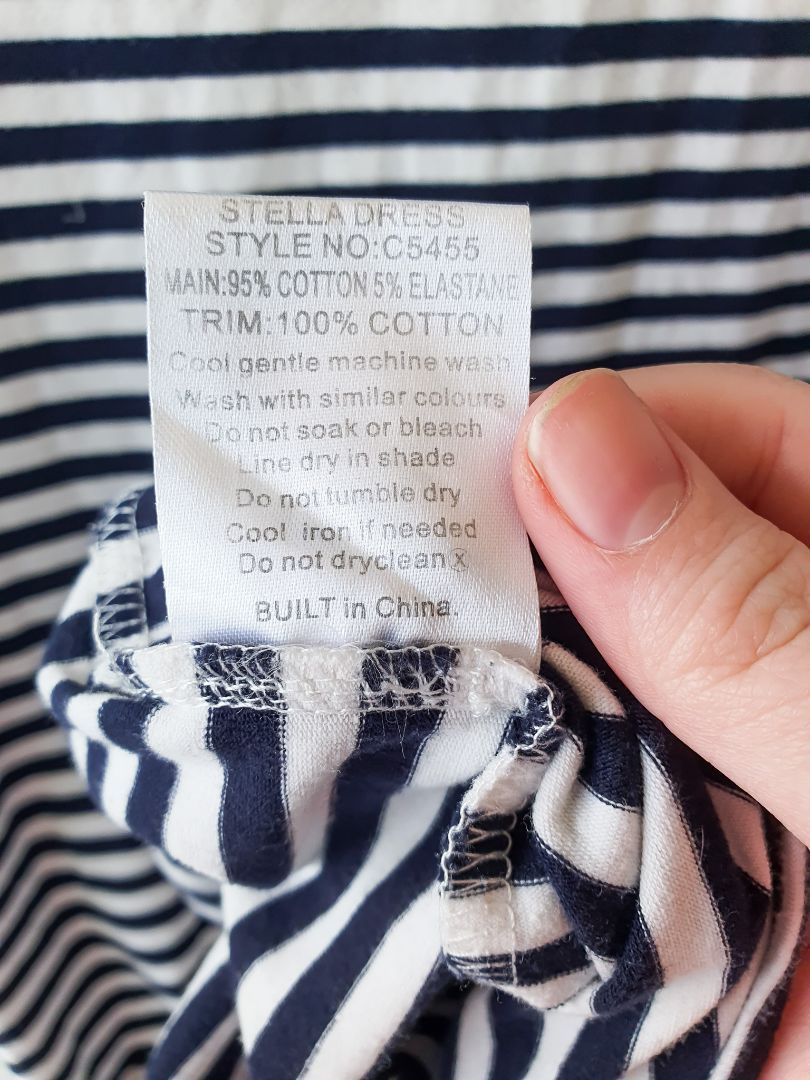 STELLA DRESS
STYLE NO:C5455
MAIN:95% COTTON 5% ELASTANE
TRIM:100% COTTON
Cool gentle machine wash
Wash with similar colours
Do not soak or bleach
Line dry in shade
Do not tumble dry
Cool iron if needed
Do not dryclean ⓧ
BUILT in China.